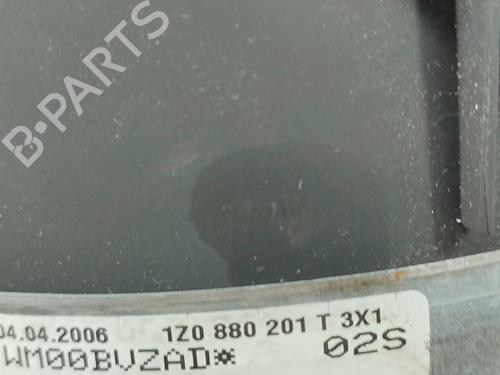 B-PARTS
04.04.2006 1Z0 880 201 T 3X1
WM00BVZAD* 02S